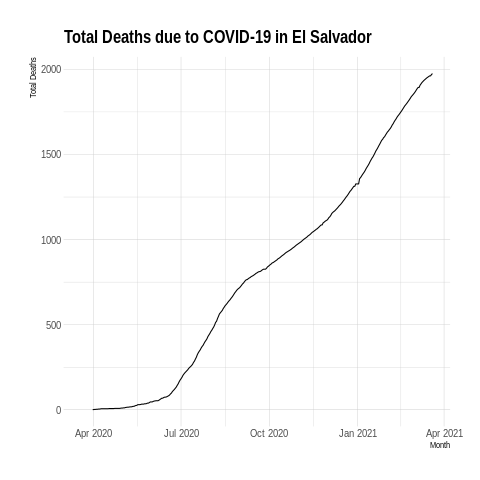 Total Deaths due to COVID-19 in El Salvador
Total Deaths
2000
1500
1000
500
0
Apr 2020 Jul 2020 Oct 2020 Jan 2021 Apr 2021
Month